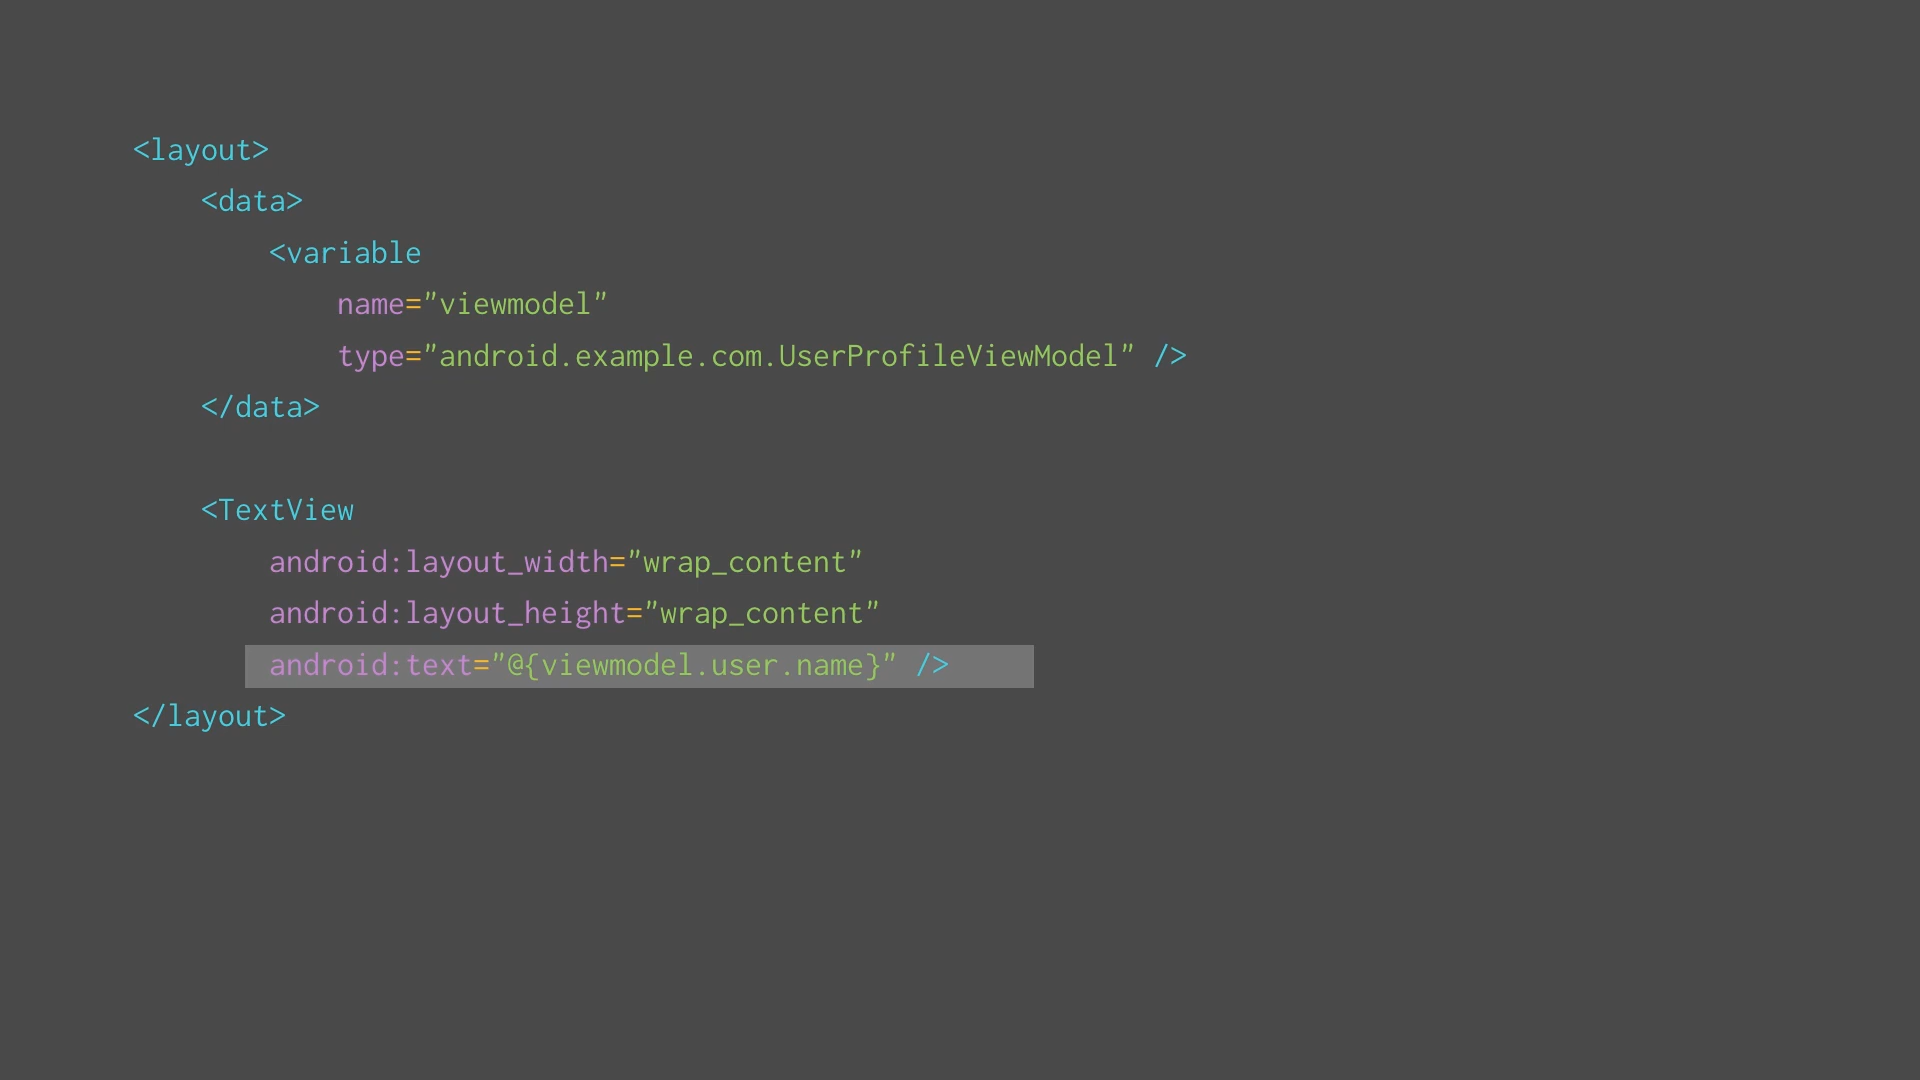 <layout>
<data>
<variable
name="viewmodel"
type="android.example.com.UserProfileViewModel" />
</data>
<TextView
android:layout_width="wrap_content"
android:layout_height="wrap_content"
android:text="@{viewmodel.user.name}" />
</layout>